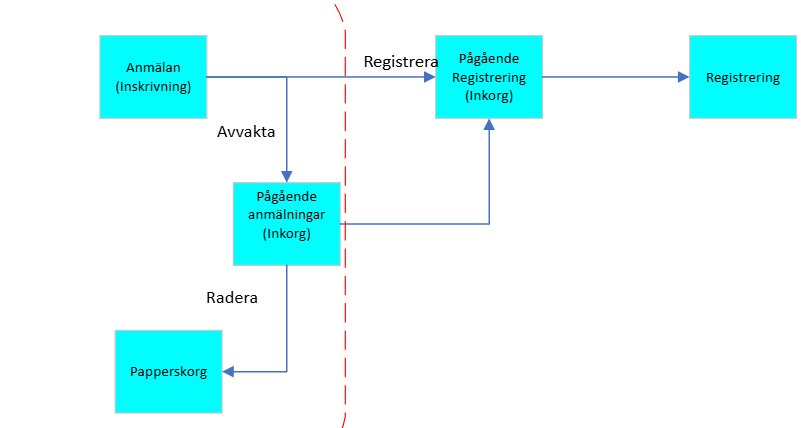 Anmälan
(Inskrivning)
Registrera
Pågående
Registrering
(Inkorg)
Registrering
Avvakta
Pågående
anmälningar
(Inkorg)
Radera
Papperskorg